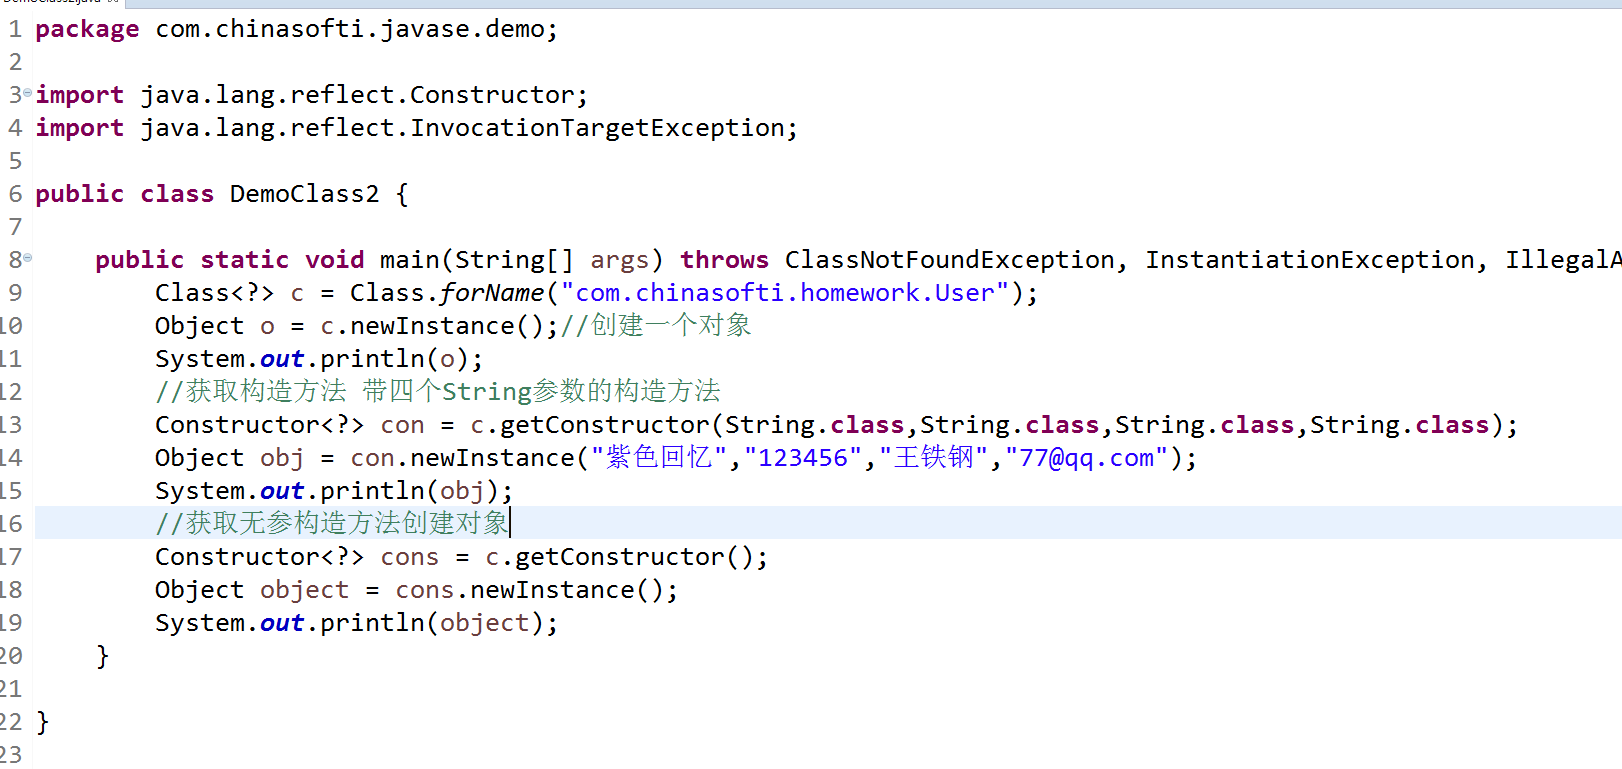 1 package com.chinasofti.javase.demo;
2
3 import java.lang.reflect.Constructor;
4 import java.lang.reflect.InvocationTargetException;
5
6 public class DemoClass2 {
7
8     public static void main(String[] args) throws ClassNotFoundException, InstantiationException, IllegalA
9         Class<?> c = Class.forName("com.chinasofti.homework.User");
10         Object o = c.newInstance();//创建一个对象
11         System.out.println(o);
12         //获取构造方法 带四个String参数的构造方法
13         Constructor<?> con = c.getConstructor(String.class,String.class,String.class,String.class);
14         Object obj = con.newInstance("紫色回忆","123456","王铁钢","77@qq.com");
15         System.out.println(obj);
16         //获取无参构造方法创建对象
17         Constructor<?> cons = c.getConstructor();
18         Object object = cons.newInstance();
19         System.out.println(object);
20     }
21
22 }
23